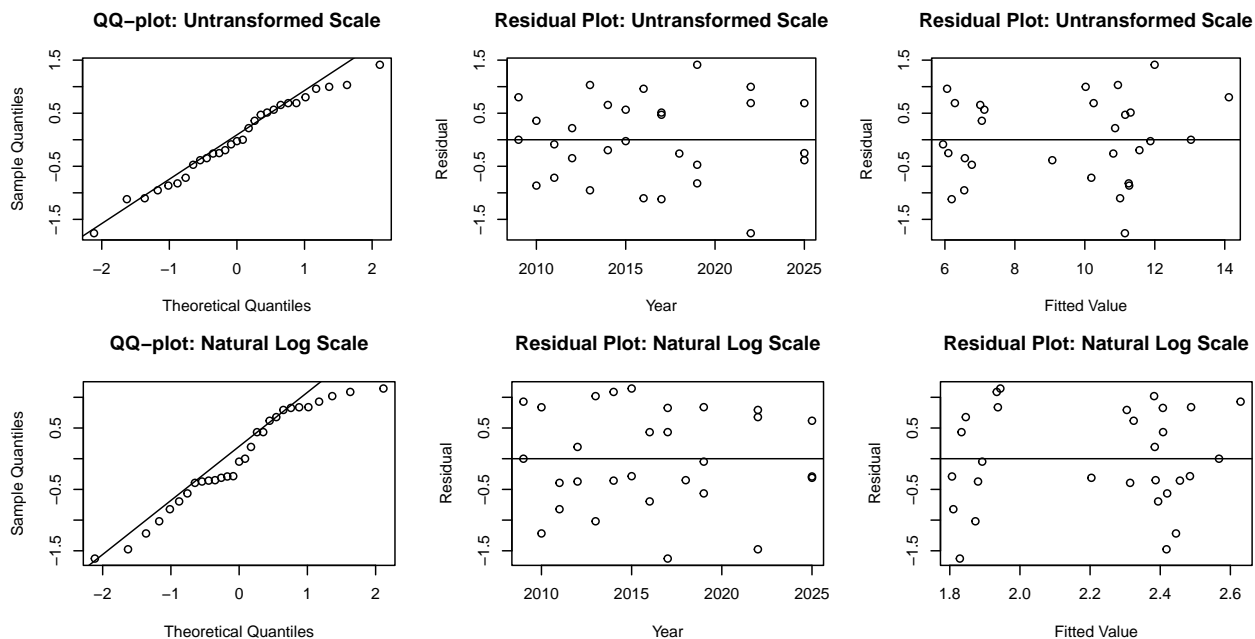 QQ−plot: Untransformed Scale
Sample Quantiles
1.5
0.5
−0.5
−1.5
−2 −1 0 1 2
Theoretical Quantiles
Residual Plot: Untransformed Scale
Residual
1.5
0.5
−0.5
−1.5
2010 2015 2020 2025
Year
Residual Plot: Untransformed Scale
Residual
1.5
0.5
−0.5
−1.5
6 8 10 12 14
Fitted Value
QQ−plot: Natural Log Scale
Sample Quantiles
0.5
−0.5
−1.5
−2 −1 0 1 2
Theoretical Quantiles
Residual Plot: Natural Log Scale
Residual
0.5
−0.5
−1.5
2010 2015 2020 2025
Year
Residual Plot: Natural Log Scale
Residual
0.5
−0.5
−1.5
1.8 2.0 2.2 2.4 2.6
Fitted Value